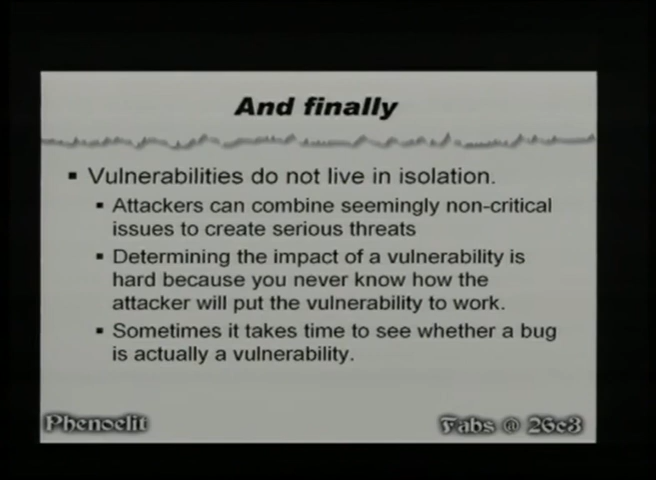 And finally
▪ Vulnerabilities do not live in isolation.
▪ Attackers can combine seemingly non-critical
issues to create serious threats
▪ Determining the impact of a vulnerability is
hard because you never know how the
attacker will put the vulnerability to work.
▪ Sometimes it takes time to see whether a bug
is actually a vulnerability.
Phenoelit
Fabs @ 26c3